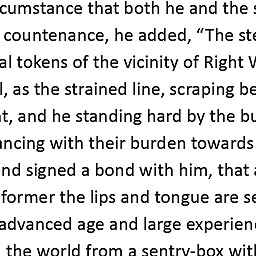 cumstance that both he and the s
countenance, he added, “The ste
al tokens of the vicinity of Right W
, as the strained line, scraping be
t, and he standing hard by the bu
ancing with their burden towards
nd signed a bond with him, that a
former the lips and tongue are se
advanced age and large experienc
the world from a sentry-box wit